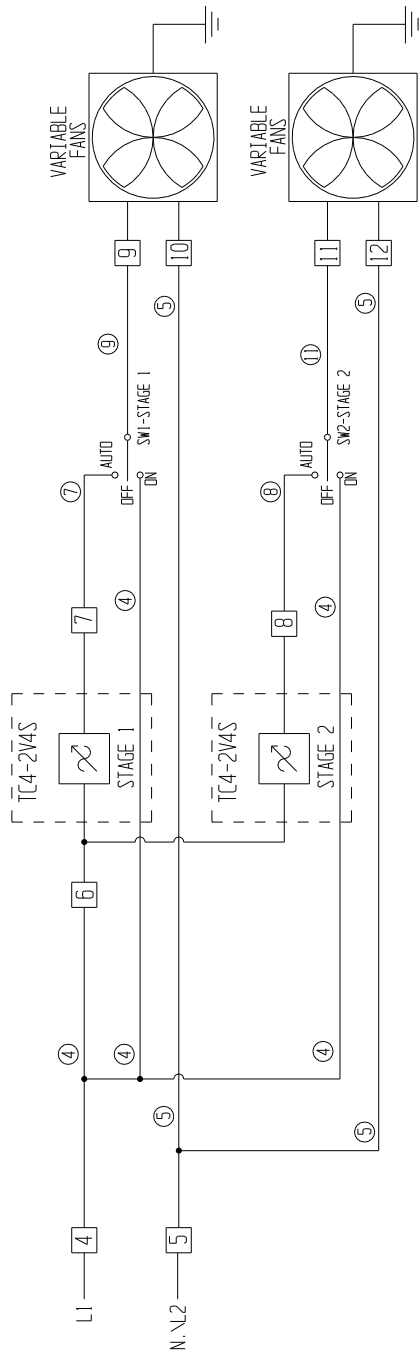 VARIABLE
FANS
9
10
9
5
SW1-STAGE 1
AUTO
OFF
ON
7
4
7
TC4-2V4S
STAGE 1
6
4
4
5
4
L1
5
N.\L2
VARIABLE
FANS
11
12
11
5
SW2-STAGE 2
AUTO
OFF
ON
8
4
8
TC4-2V4S
STAGE 2
4
5